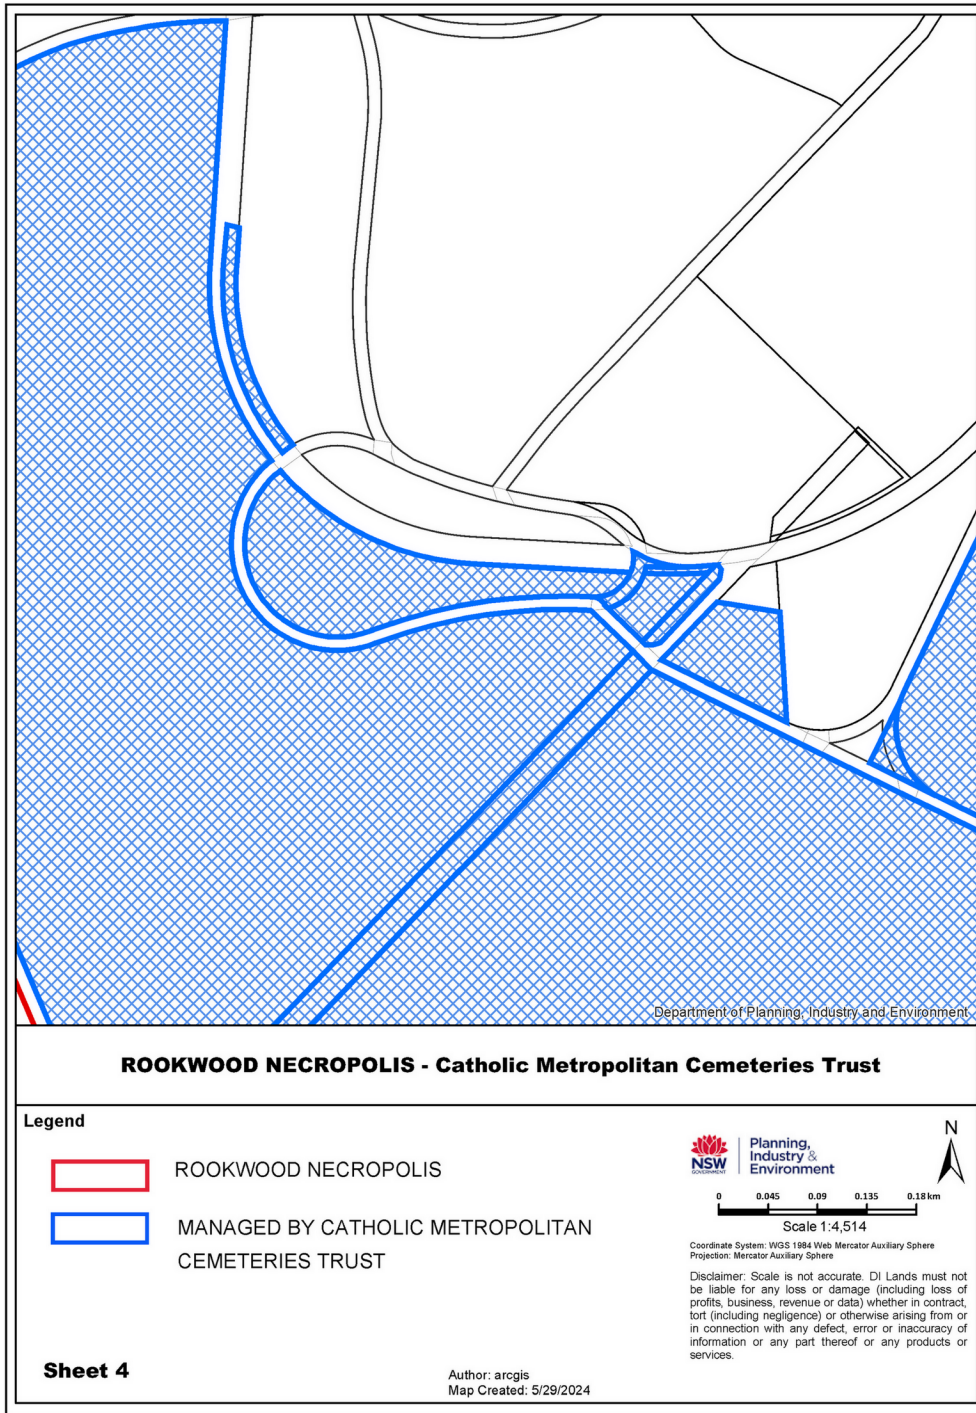 Department of Planning, Industry and Environment
ROOKWOOD NECROPOLIS - Catholic Metropolitan Cemeteries Trust
Legend
ROOKWOOD NECROPOLIS
MANAGED BY CATHOLIC METROPOLITAN
CEMETERIES TRUST
Sheet 4
Author: arcgis
Map Created: 5/29/2024
NSW
GOVERNMENT
Planning,
Industry &
Environment
N
0 0.045 0.09 0.135 0.18 km
Scale 1:4,514
Coordinate System: WGS 1984 Web Mercator Auxiliary Sphere
Projection: Mercator Auxiliary Sphere
Disclaimer: Scale is not accurate. DI Lands must not
be liable for any loss or damage (including loss of
profits, business, revenue or data) whether in contract,
tort (including negligence) or otherwise arising from or
in connection with any defect, error or inaccuracy of
information or any part thereof or any products or
services.